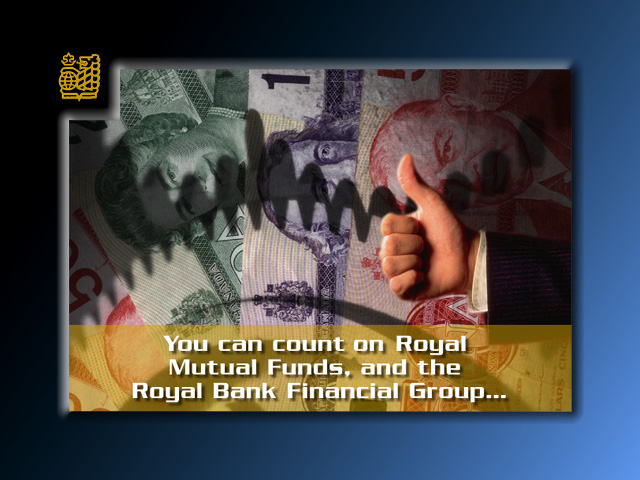 You can count on Royal
Mutual Funds, and the
Royal Bank Financial Group...